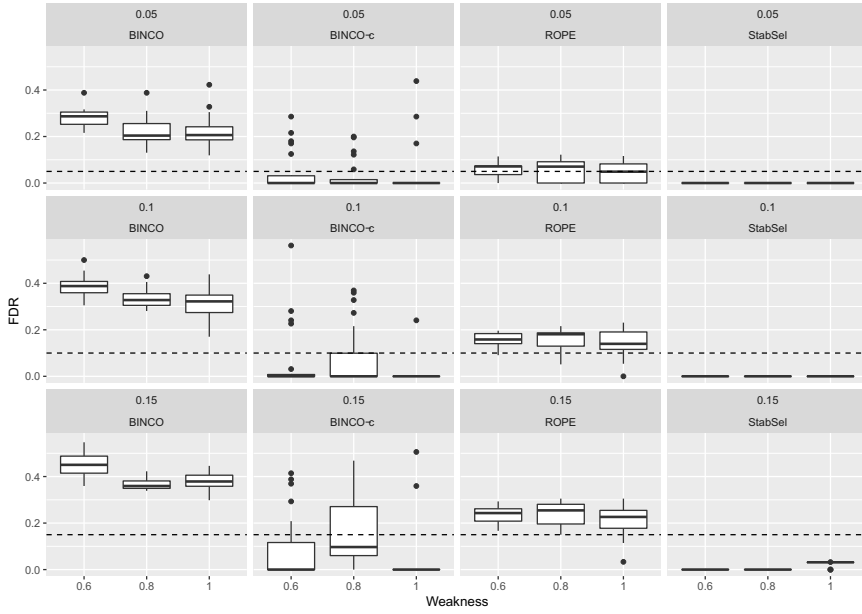 0.05 0.05 0.05 0.05
BINCO BINCO-c ROPE StabSel
0.4
0.2
0.0
0.1 0.1 0.1 0.1
BINCO BINCO-c ROPE StabSel
0.4
0.2
0.0
0.15 0.15 0.15 0.15
BINCO BINCO-c ROPE StabSel
0.4
0.2
0.0
0.6 0.8 1 0.6 0.8 1 0.6 0.8 1 0.6 0.8 1
Weakness
FDR